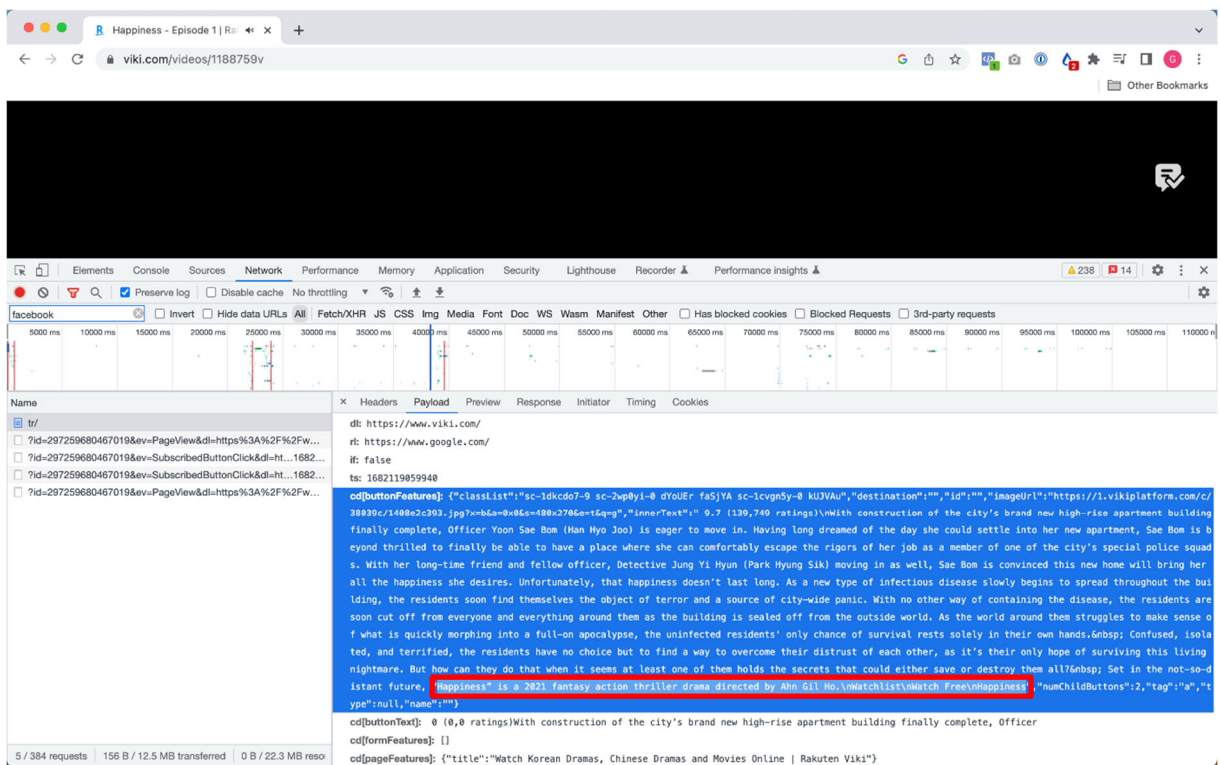 Happiness - Episode 1 | Ra
viki.com/videos/1188759v
G
Other Bookmarks
Elements Console Sources Network Performance Memory Application Security Lighthouse Recorder Performance insights 238 14
Preserve log Disable cache No throttling
facebook Invert Hide data URLs All Fetch/XHR JS CSS Img Media Font Doc WS Wasm Manifest Other Has blocked cookies Blocked Requests 3rd-party requests
5000 ms 10000 ms 15000 ms 20000 ms 25000 ms 30000 ms 35000 ms 40000 ms 45000 ms 50000 ms 55000 ms 60000 ms 65000 ms 70000 ms 75000 ms 80000 ms 85000 ms 90000 ms 95000 ms 100000 ms 105000 ms 110000 n
Name
× Headers Payload Preview Response Initiator Timing Cookies
tr/
?id=297259680467019&ev=PageView&dl=https%3A%2F%2Fw...
?id=297259680467019&ev=SubscribedButtonClick&dl=ht...1682...
?id=297259680467019&ev=SubscribedButtonClick&dl=ht...1682...
?id=297259680467019&ev=PageView&dl=https%3A%2F%2Fw...
dl: https://www.viki.com/
rl: https://www.google.com/
if: false
ts: 1682119059940
cd[buttonFeatures]: {"classList":"sc-1dkcdo7-9 sc-2wp0yi-0 dYoUEr faSjYA sc-1cvgn5y-0 kUJVAu","destination":"","id":"","imageUrl":"https://1.vikiplatform.com/c/
38039c/1408e2c393.jpg?x=b&a=0x0&s=480x270&e=t&q=g","innerText":" 9.7 (139,749 ratings)\nWith construction of the city's brand new high-rise apartment building
finally complete, Officer Yoon Sae Bom (Han Hyo Joo) is eager to move in. Having long dreamed of the day she could settle into her new apartment, Sae Bom is b
eyond thrilled to finally be able to have a place where she can comfortably escape the rigors of her job as a member of one of the city's special police squad
s. With her long-time friend and fellow officer, Detective Jung Yi Hyun (Park Hyung Sik) moving in as well, Sae Bom is convinced this new home will bring her
all the happiness she desires. Unfortunately, that happiness doesn't last long. As a new type of infectious disease slowly begins to spread throughout the bui
lding, the residents soon find themselves the object of terror and a source of city-wide panic. With no other way of containing the disease, the residents are
soon cut off from everyone and everything around them as the building is sealed off from the outside world. As the world around them struggles to make sense o
f what is quickly morphing into a full-on apocalypse, the uninfected residents' only chance of survival rests solely in their own hands.&nbsp; Confused, isola
ted, and terrified, the residents have no choice but to find a way to overcome their distrust of each other, as it's their only hope of surviving this living
nightmare. But how can they do that when it seems at least one of them holds the secrets that could either save or destroy them all?&nbsp; Set in the not-so-d
istant future, "Happiness" is a 2021 fantasy action thriller drama directed by Ahn Gil Ho.\nWatchlist\nWatch Free\nHappiness","numChildButtons":2,"tag":"a","t
ype":null,"name":""}
cd[buttonText]: 0 (0,0 ratings)With construction of the city's brand new high-rise apartment building finally complete, Officer
cd[formFeatures]: []
cd[pageFeatures]: {"title":"Watch Korean Dramas, Chinese Dramas and Movies Online | Rakuten Viki"}
5 / 384 requests 156 B / 12.5 MB transferred 0 B / 22.3 MB reso